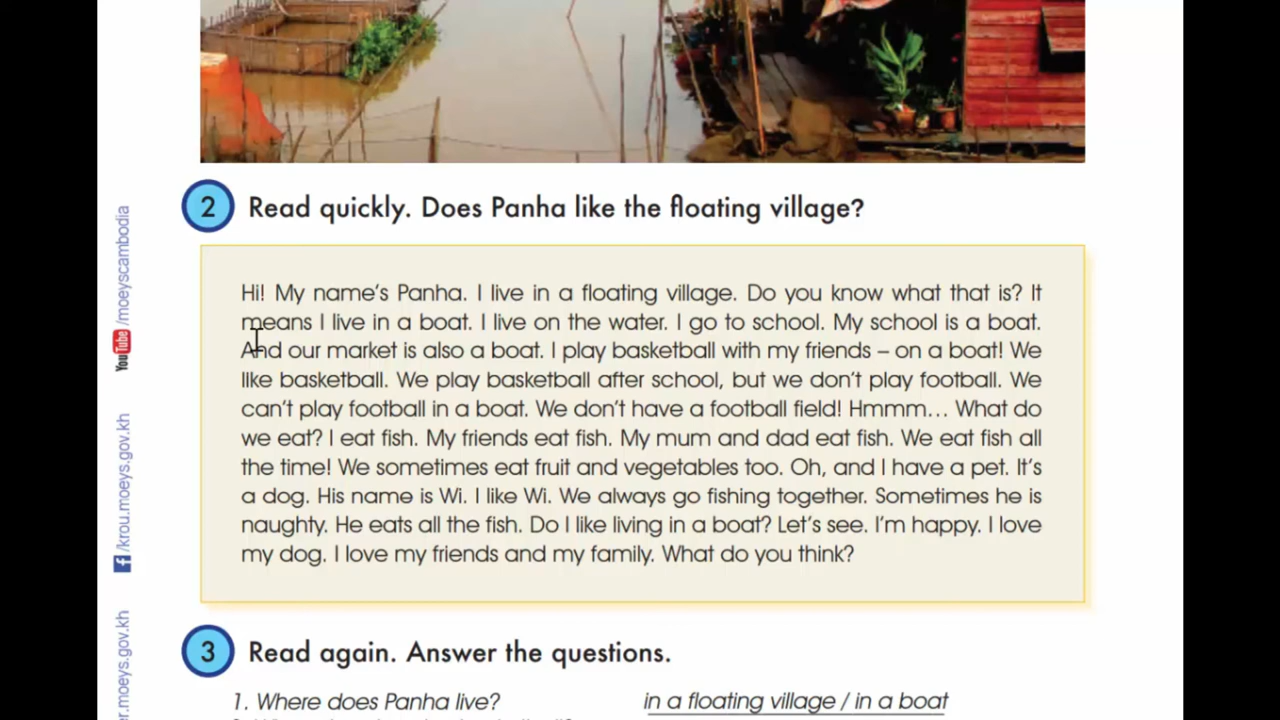 2 Read quickly. Does Panha like the floating village?
Hi! My name's Panha. I live in a floating village. Do you know what that is? It
means I live in a boat. I live on the water. I go to school. My school is a boat.
And our market is also a boat. I play basketball with my friends – on a boat! We
like basketball. We play basketball after school, but we don't play football. We
can't play football in a boat. We don't have a football field! Hmmm... What do
we eat? I eat fish. My friends eat fish. My mum and dad eat fish. We eat fish all
the time! We sometimes eat fruit and vegetables too. Oh, and I have a pet. It's
a dog. His name is Wi. I like Wi. We always go fishing together. Sometimes he is
naughty. He eats all the fish. Do I like living in a boat? Let's see. I'm happy. I love
my dog. I love my friends and my family. What do you think?
3 Read again. Answer the questions.
1. Where does Panha live? in a floating village / in a boat
YouTube /moeyscambodia
f /krou.moeys.gov.kh
er.moeys.gov.kh